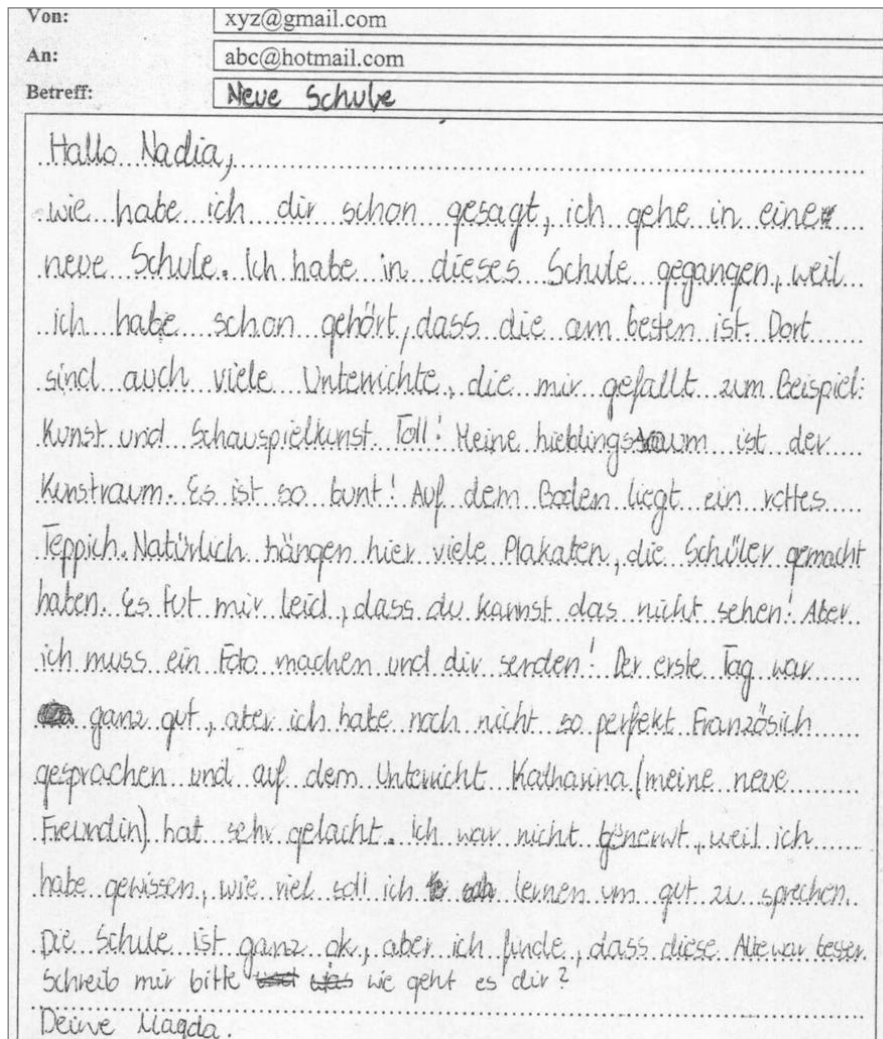 Von: xyz@gmail.com
An: abc@hotmail.com
Betreff: Neue Schule
Hallo Nadia,
wie habe ich dir schon gesagt, ich gehe in eine
neue Schule. Ich habe in dieses Schule gegangen, weil
ich habe schon gehört, dass die am besten ist. Dort
sind auch viele Unterrichte, die mir gefallt zum Beispiel:
Kunst und Schauspielkunst. Toll! Meine Lieblingsraum ist der
Kunstraum. Es ist so bunt! Auf dem Boden liegt ein rottes
Teppich. Natürlich hängen hier viele Plakaten, die Schüler gemacht
haben. Es tut mir leid, dass du kannst das nicht sehen! Aber
ich muss ein Foto machen und dir senden! Der erste Tag war
ganz gut, aber ich habe noch nicht so perfekt Französich
gesprochen und auf dem Unterricht Katharina (meine neue
Freundin) hat sehr gelacht. Ich war nicht genervt, weil ich
habe gewissen, wie viel soll ich lernen um gut zu sprechen.
Die Schule ist ganz ok, aber ich finde, dass diese Alte war besser.
Schreib mir bitte wie geht es dir?
Deine Magda.